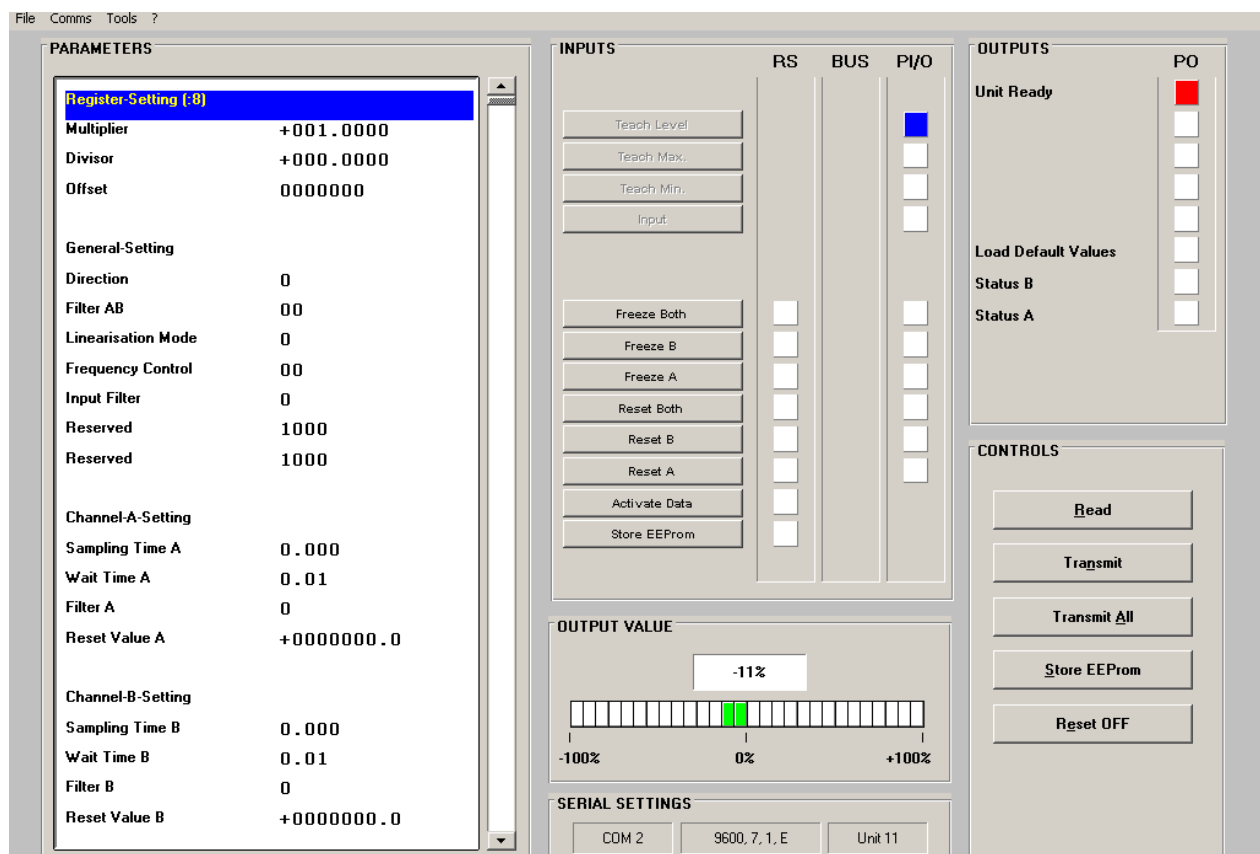 File Comms Tools ?
PARAMETERS
Register-Setting (:8)
Multiplier +001.0000
Divisor +000.0000
Offset 0000000
General-Setting
Direction 0
Filter AB 00
Linearisation Mode 0
Frequency Control 00
Input Filter 0
Reserved 1000
Reserved 1000
Channel-A-Setting
Sampling Time A 0.000
Wait Time A 0.01
Filter A 0
Reset Value A +0000000.0
Channel-B-Setting
Sampling Time B 0.000
Wait Time B 0.01
Filter B 0
Reset Value B +0000000.0
INPUTS
RS BUS PI/O
Teach Level
Teach Max.
Teach Min.
Input
Freeze Both
Freeze B
Freeze A
Reset Both
Reset B
Reset A
Activate Data
Store EEProm
OUTPUT VALUE
-11%
-100% 0% +100%
SERIAL SETTINGS
COM 2 9600, 7, 1, E Unit 11
OUTPUTS
PO
Unit Ready
Load Default Values
Status B
Status A
CONTROLS
Read
Transmit
Transmit All
Store EEProm
Reset OFF